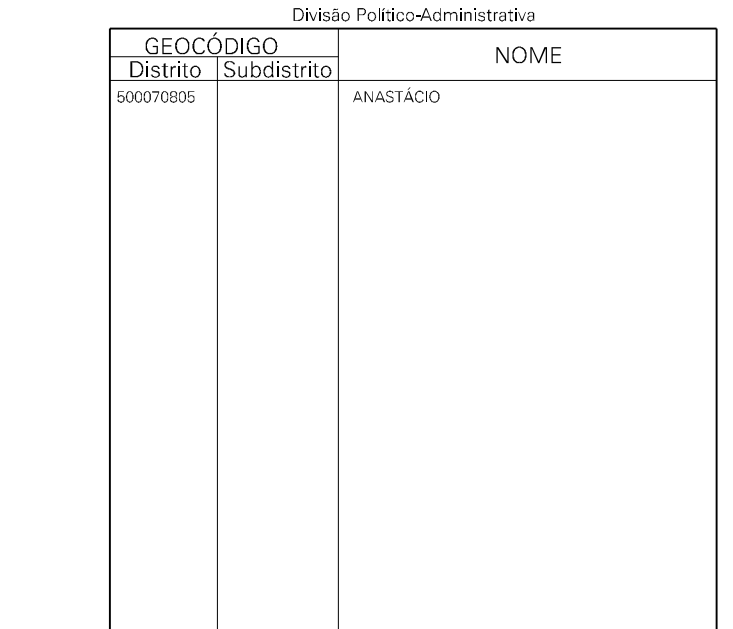 Divisão Político-Administrativa
GEOCÓDIGO NOME
Distrito Subdistrito
500070805 ANASTÁCIO